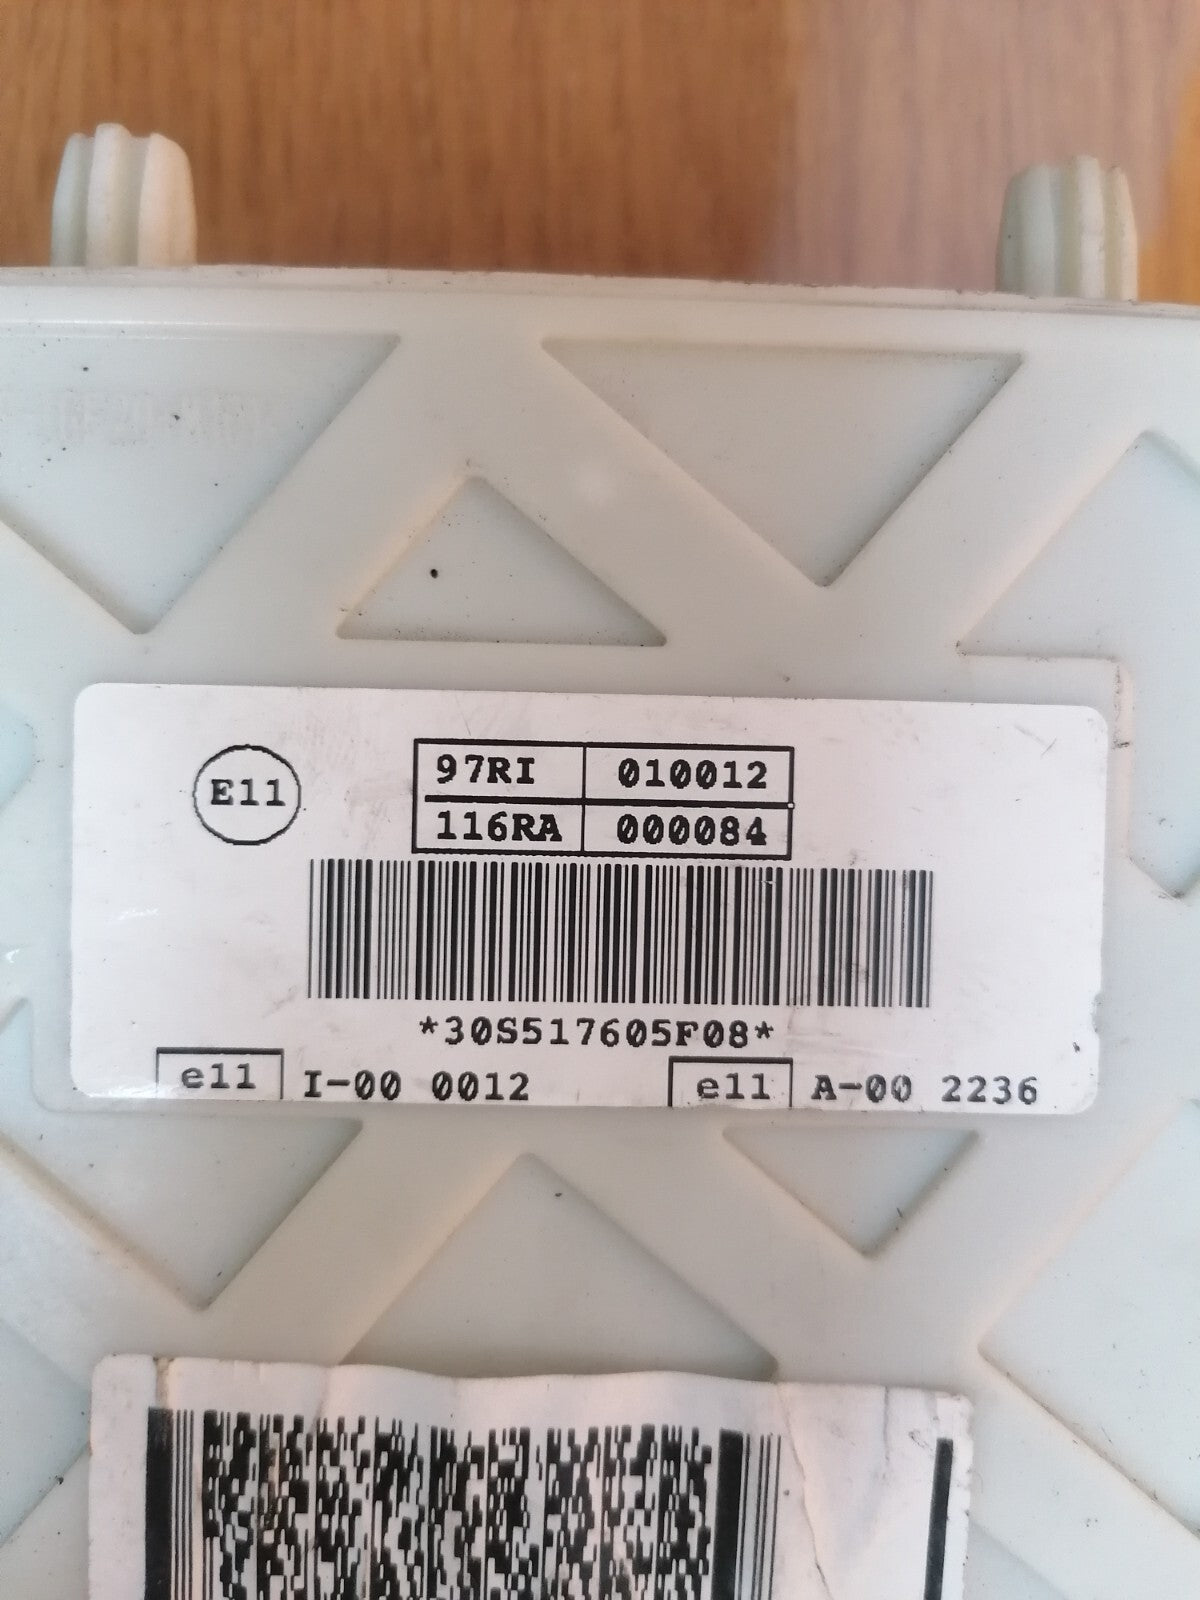 E11
97RI 010012
116RA 000084
*30S517605F08*
e11 I-00 0012 e11 A-00 2236